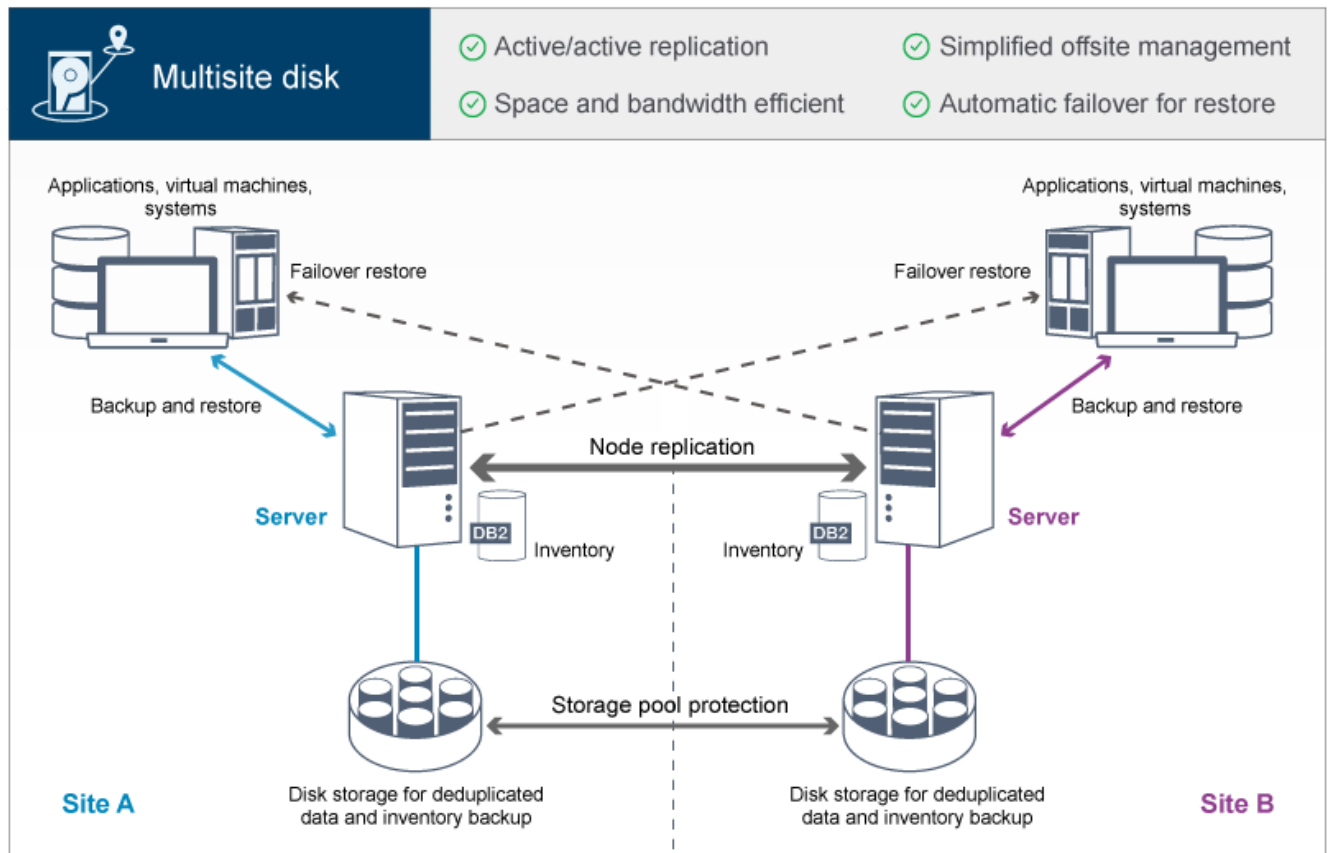 Multisite disk
Active/active replication
Simplified offsite management
Space and bandwidth efficient
Automatic failover for restore
Applications, virtual machines,
systems
Applications, virtual machines,
systems
Failover restore
Failover restore
Backup and restore
Backup and restore
Node replication
Server
Server
DB2
Inventory
DB2
Inventory
Storage pool protection
Disk storage for deduplicated
data and inventory backup
Disk storage for deduplicated
data and inventory backup
Site A
Site B